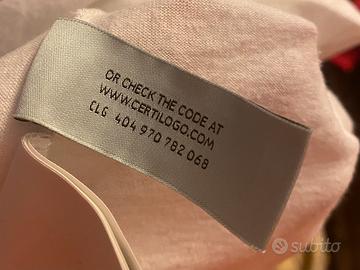 OR CHECK THE CODE AT
WWW.CERTILOGO.COM
CLG 404 970 782 068
subito